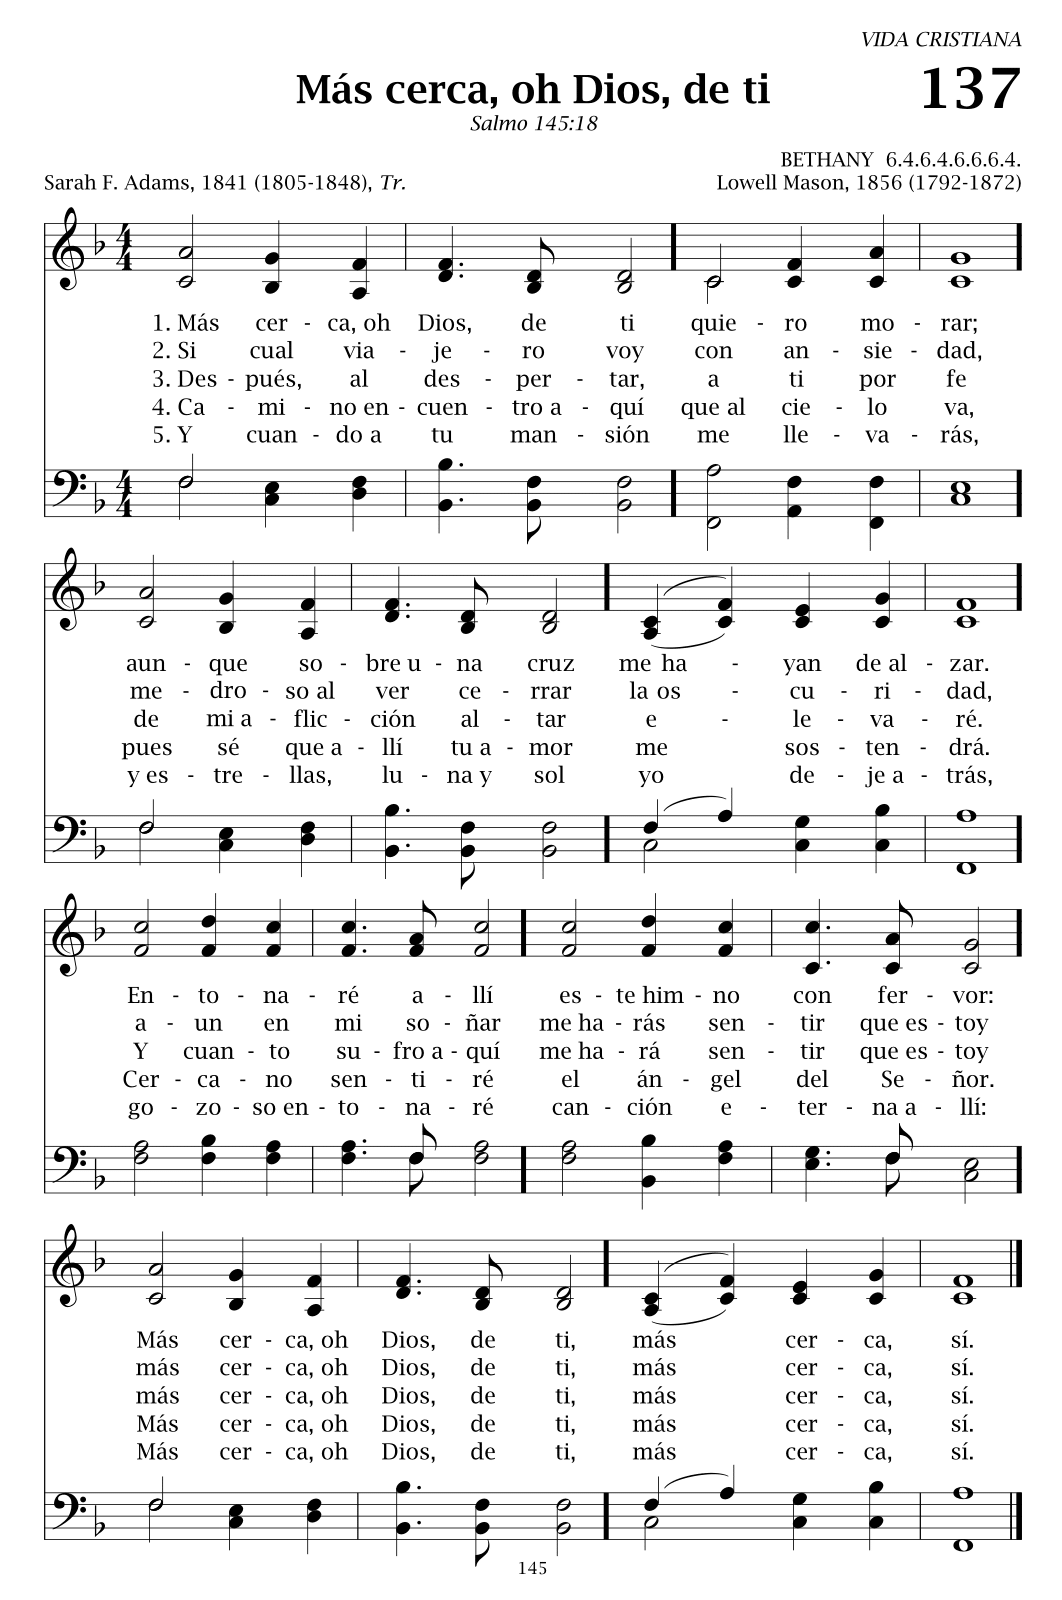 VIDA CRISTIANA
Más cerca, oh Dios, de ti
137
Salmo 145:18
BETHANY 6.4.6.4.6.6.6.4.
Sarah F. Adams, 1841 (1805-1848), Tr.
Lowell Mason, 1856 (1792-1872)
4
4
1. Más cer - ca, oh Dios, de ti quie - ro mo - rar;
2. Si cual via - je - ro voy con an - sie - dad,
3. Des - pués, al des - per - tar, a ti por fe
4. Ca - mi - no en - cuen - tro a - quí que al cie - lo va,
5. Y cuan - do a tu man - sión me lle - va - rás,
4
4
aun - que so - bre u - na cruz me ha - yan de al - zar.
me - dro - so al ver ce - rrar la os - cu - ri - dad,
de mi a - flic - ción al - tar e - le - va - ré.
pues sé que a - llí tu a - mor me sos - ten - drá.
y es - tre - llas, lu - na y sol yo de - je a - trás,
En - to - na - ré a - llí es - te him - no con fer - vor:
a - un en mi so - ñar me ha - rás sen - tir que es - toy
Y cuan - to su - fro a - quí me ha - rá sen - tir que es - toy
Cer - ca - no sen - ti - ré el án - gel del Se - ñor.
go - zo - so en - to - na - ré can - ción e - ter - na a - llí:
Más cer - ca, oh Dios, de ti, más cer - ca, sí.
más cer - ca, oh Dios, de ti, más cer - ca, sí.
más cer - ca, oh Dios, de ti, más cer - ca, sí.
Más cer - ca, oh Dios, de ti, más cer - ca, sí.
Más cer - ca, oh Dios, de ti, más cer - ca, sí.
145